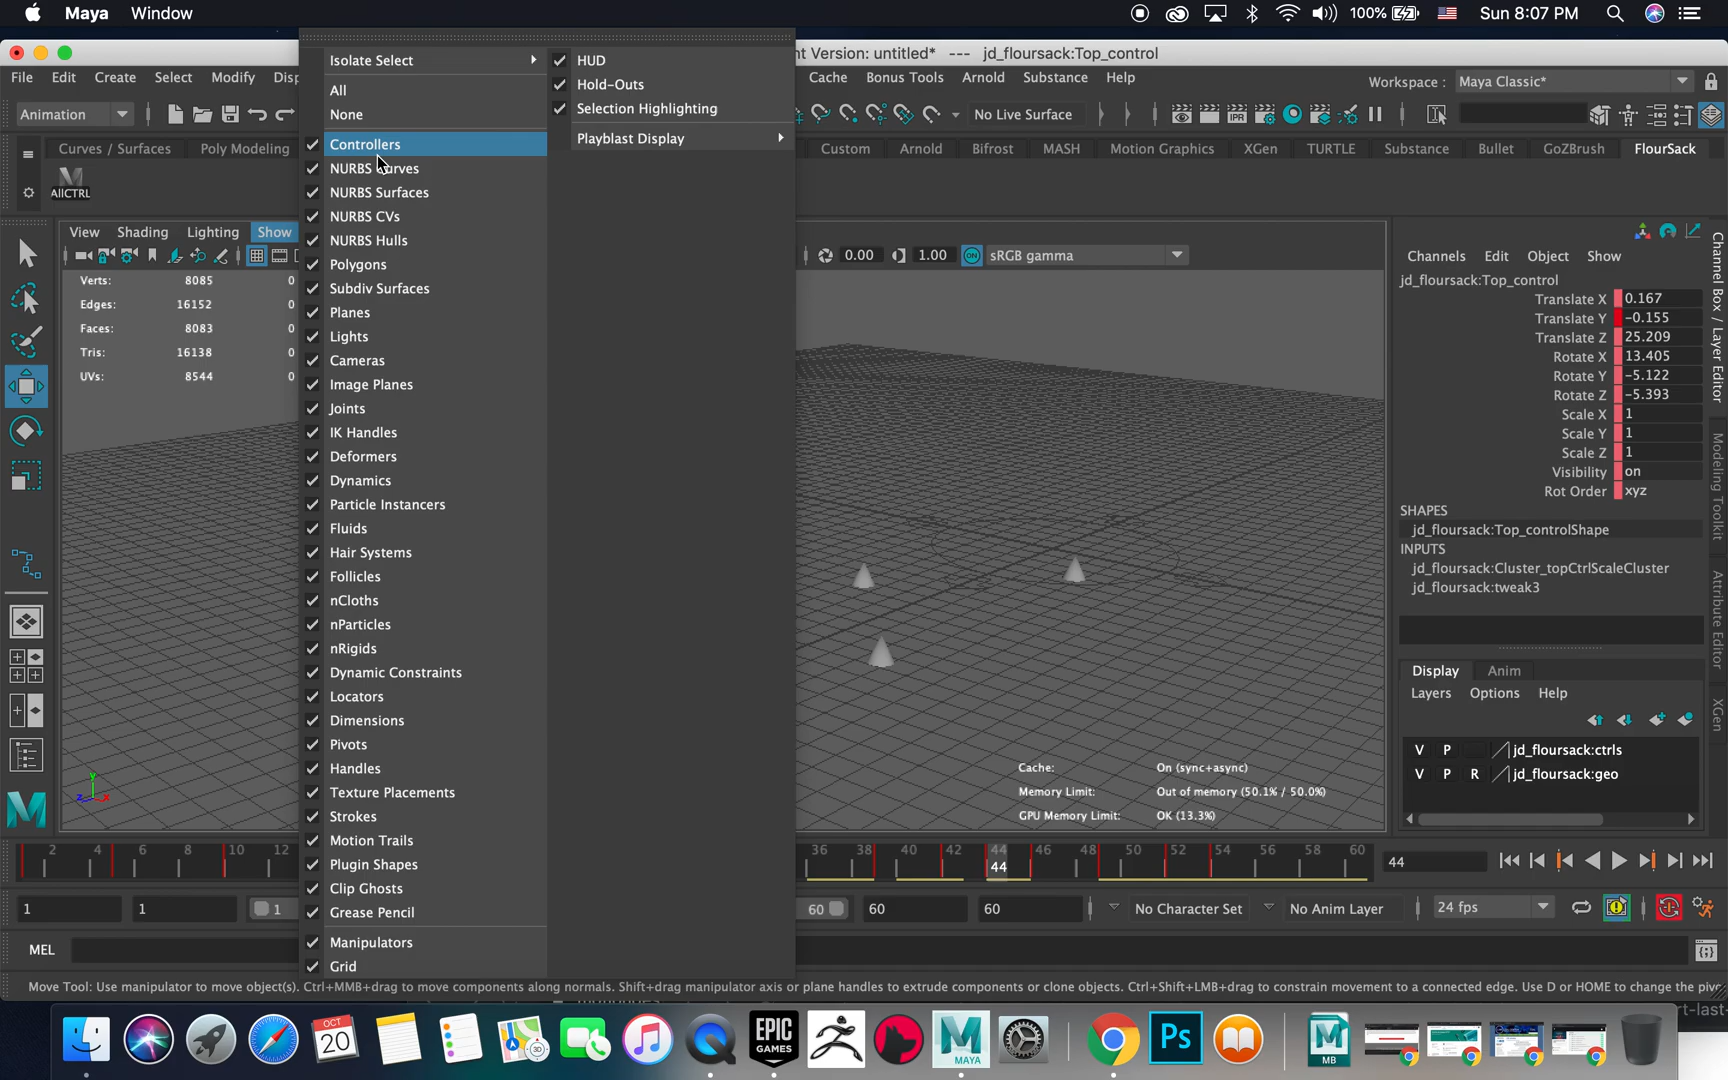 Maya Window 100% Sun 8:07 PM
nt Version: untitled* --- jd_floursack:Top_control
File Edit Create Select Modify Disp Cache Bonus Tools Arnold Substance Help Workspace : Maya Classic*
Animation No Live Surface
Curves / Surfaces Poly Modeling Custom Arnold Bifrost MASH Motion Graphics XGen TURTLE Substance Bullet GoZBrush FlourSack
AllCTRL
View Shading Lighting Show
0.00 1.00 ON sRGB gamma
Verts: 8085 0
Edges: 16152 0
Faces: 8083 0
Tris: 16138 0
UVs: 8544 0
Isolate Select
All
None
Controllers
NURBS Curves
NURBS Surfaces
NURBS CVs
NURBS Hulls
Polygons
Subdiv Surfaces
Planes
Lights
Cameras
Image Planes
Joints
IK Handles
Deformers
Dynamics
Particle Instancers
Fluids
Hair Systems
Follicles
nCloths
nParticles
nRigids
Dynamic Constraints
Locators
Dimensions
Pivots
Handles
Texture Placements
Strokes
Motion Trails
Plugin Shapes
Clip Ghosts
Grease Pencil
Manipulators
Grid
HUD
Hold-Outs
Selection Highlighting
Playblast Display
Cache: On (sync+async)
Memory Limit: Out of memory (50.1% / 50.0%)
GPU Memory Limit: OK (13.3%)
y
z x
Channels Edit Object Show
jd_floursack:Top_control
Translate X 0.167
Translate Y -0.155
Translate Z 25.209
Rotate X 13.405
Rotate Y -5.122
Rotate Z -5.393
Scale X 1
Scale Y 1
Scale Z 1
Visibility on
Rot Order xyz
SHAPES
jd_floursack:Top_controlShape
INPUTS
jd_floursack:Cluster_topCtrlScaleCluster
jd_floursack:tweak3
Display Anim
Layers Options Help
V P jd_floursack:ctrls
V P R jd_floursack:geo
Channel Box / Layer Editor
Modeling Toolkit
Attribute Editor
XGen
2 4 6 8 10 12 36 38 40 42 44 46 48 50 52 54 56 58 60
44
44
1 1 1 60 60 60 No Character Set No Anim Layer 24 fps
MEL
Move Tool: Use manipulator to move object(s). Ctrl+MMB+drag to move components along normals. Shift+drag manipulator axis or plane handles to extrude components or clone objects. Ctrl+Shift+LMB+drag to constrain movement to a connected edge. Use D or HOME to change the piv
rt-last-
OCT
20
3D
EPIC
GAMES
MAYA
Ps
MB